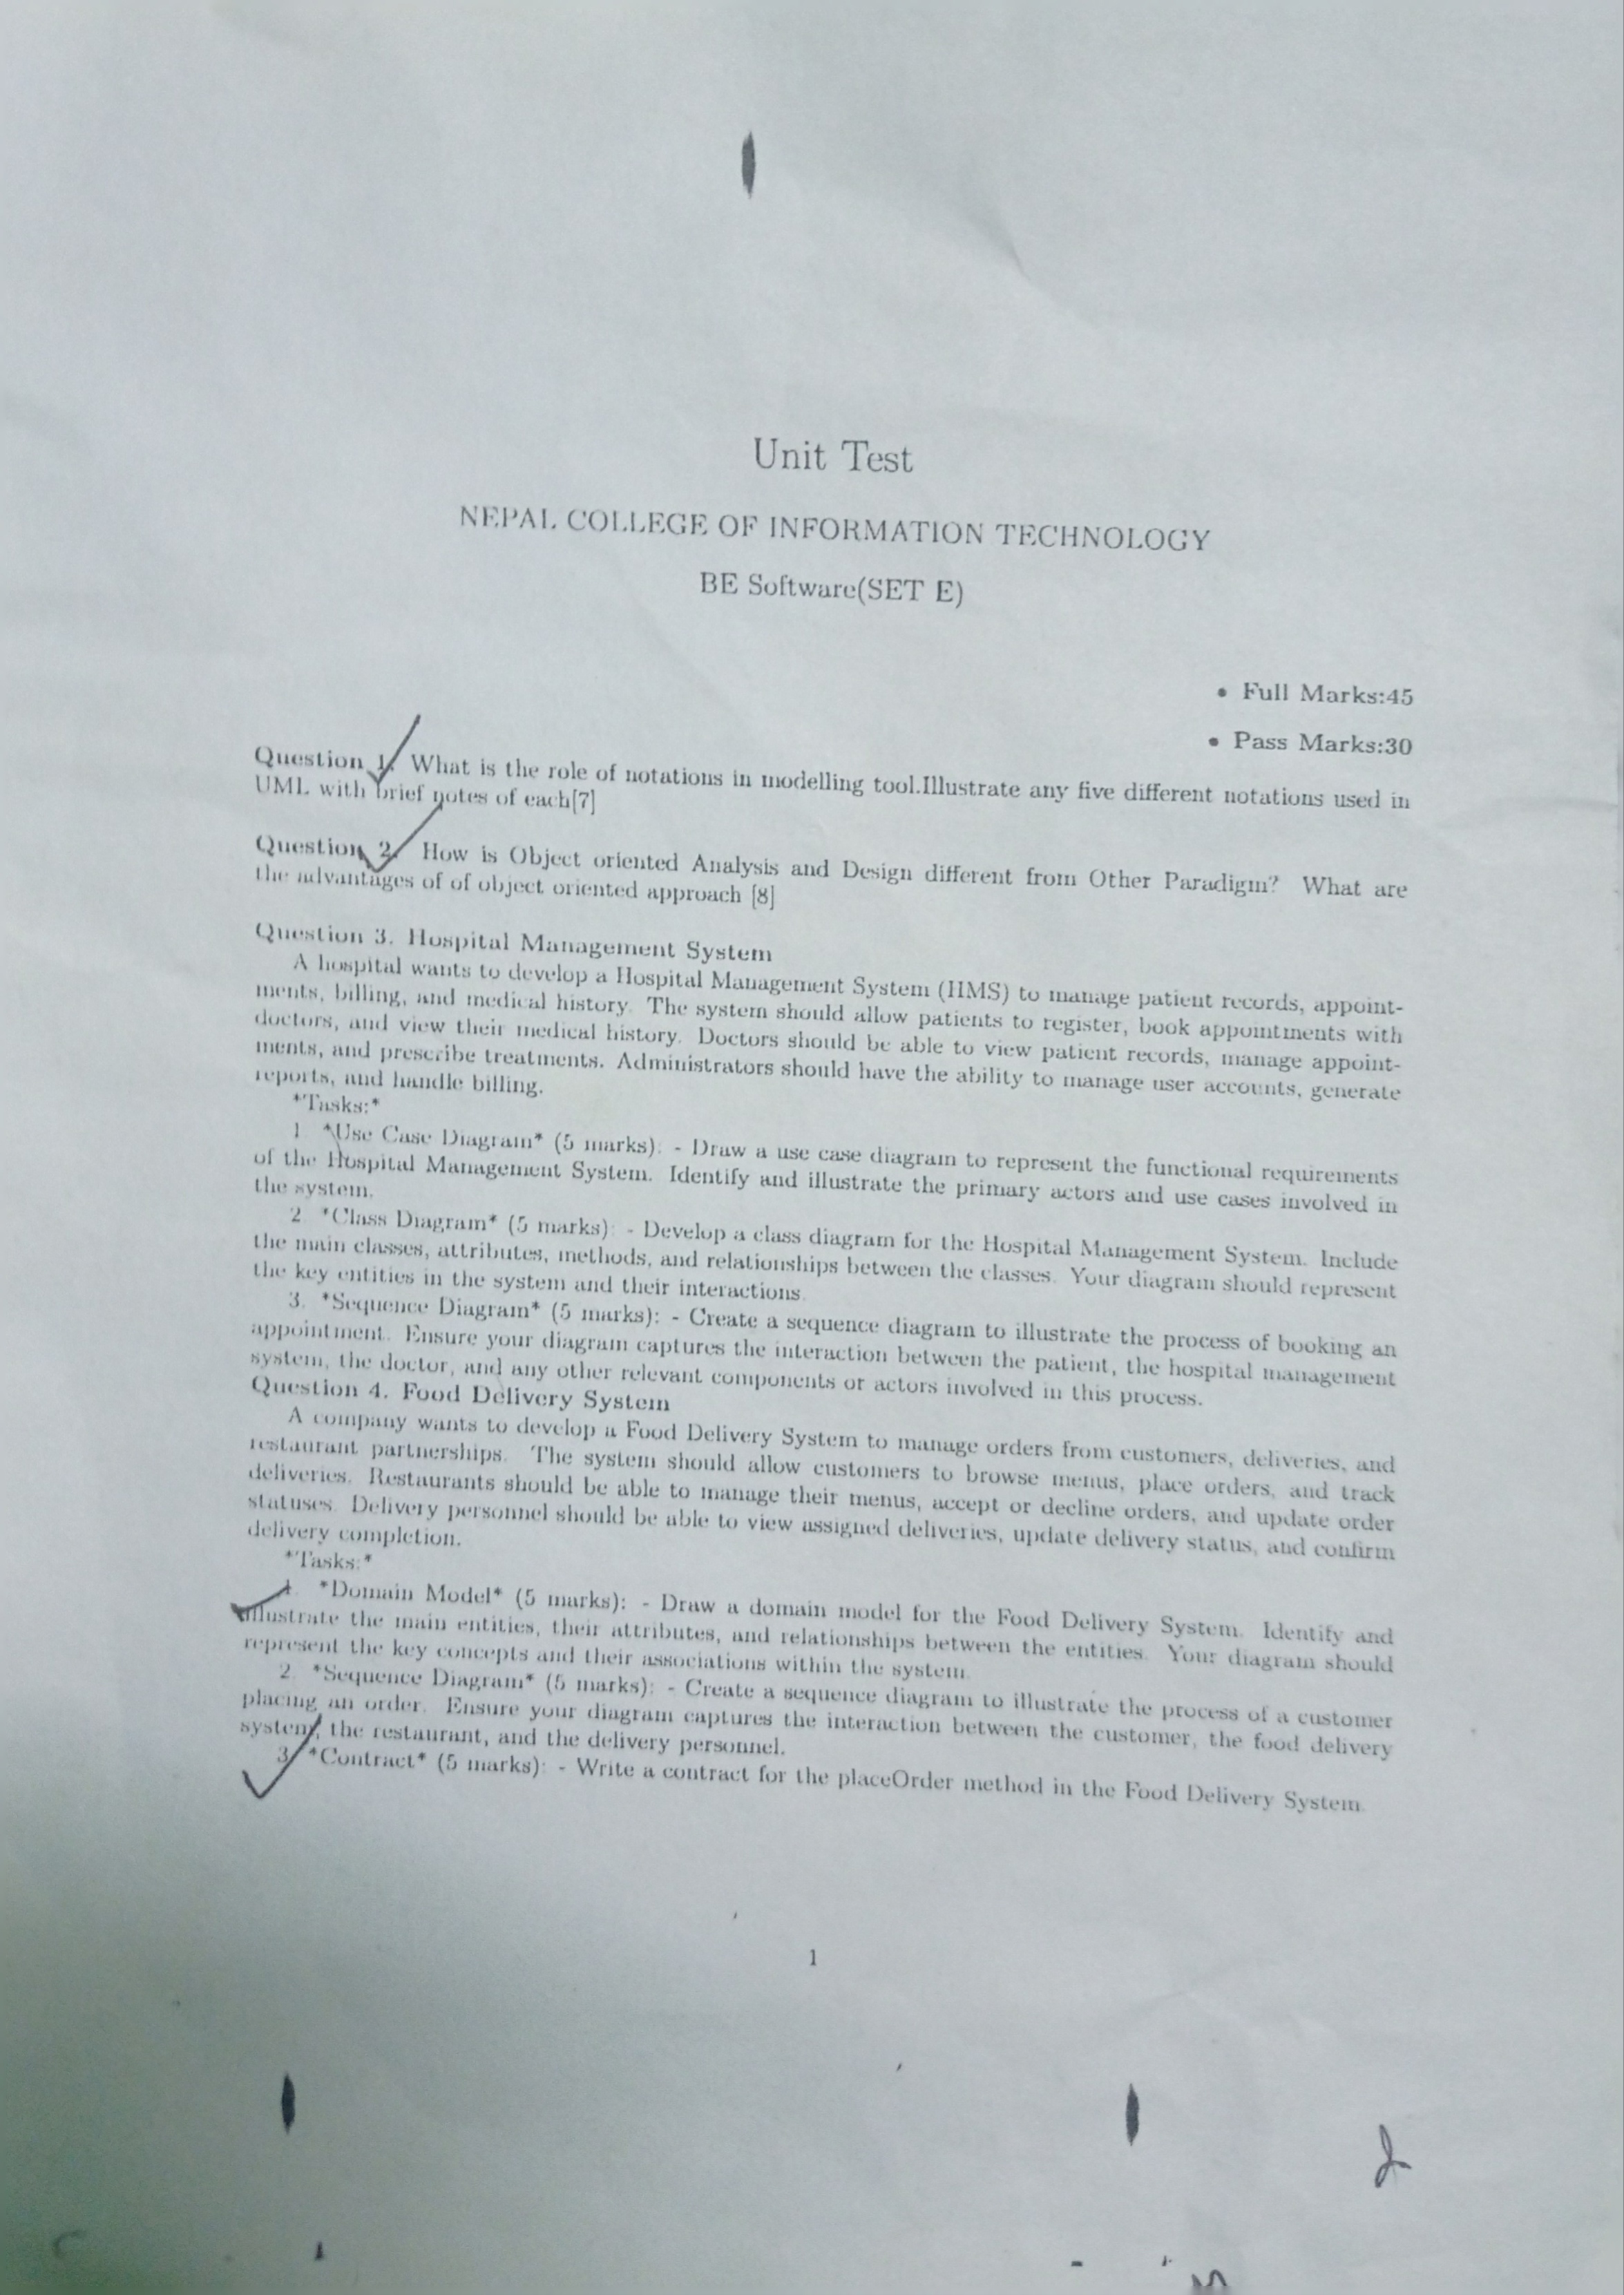 Unit Test
NEPAL COLLEGE OF INFORMATION TECHNOLOGY
BE Software(SET E)
• Full Marks:45
• Pass Marks:30
Question 1. What is the role of notations in modelling tool.Illustrate any five different notations used in
UML with brief notes of each[7]
Question 2. How is Object oriented Analysis and Design different from Other Paradigm? What are
the advantages of of object oriented approach [8]
Question 3. Hospital Management System
A hospital wants to develop a Hospital Management System (HMS) to manage patient records, appoint-
ments, billing, and medical history. The system should allow patients to register, book appointments with
doctors, and view their medical history. Doctors should be able to view patient records, manage appoint-
ments, and prescribe treatments. Administrators should have the ability to manage user accounts, generate
reports, and handle billing.
*Tasks:*
1. *Use Case Diagram* (5 marks): - Draw a use case diagram to represent the functional requirements
of the Hospital Management System. Identify and illustrate the primary actors and use cases involved in
the system.
2. *Class Diagram* (5 marks): - Develop a class diagram for the Hospital Management System. Include
the main classes, attributes, methods, and relationships between the classes. Your diagram should represent
the key entities in the system and their interactions.
3. *Sequence Diagram* (5 marks): - Create a sequence diagram to illustrate the process of booking an
appointment. Ensure your diagram captures the interaction between the patient, the hospital management
system, the doctor, and any other relevant components or actors involved in this process.
Question 4. Food Delivery System
A company wants to develop a Food Delivery System to manage orders from customers, deliveries, and
restaurant partnerships. The system should allow customers to browse menus, place orders, and track
deliveries. Restaurants should be able to manage their menus, accept or decline orders, and update order
statuses. Delivery personnel should be able to view assigned deliveries, update delivery status, and confirm
delivery completion.
*Tasks:*
1. *Domain Model* (5 marks): - Draw a domain model for the Food Delivery System. Identify and
illustrate the main entities, their attributes, and relationships between the entities. Your diagram should
represent the key concepts and their associations within the system.
2. *Sequence Diagram* (5 marks): - Create a sequence diagram to illustrate the process of a customer
placing an order. Ensure your diagram captures the interaction between the customer, the food delivery
system, the restaurant, and the delivery personnel.
3. *Contract* (5 marks): - Write a contract for the placeOrder method in the Food Delivery System.
1